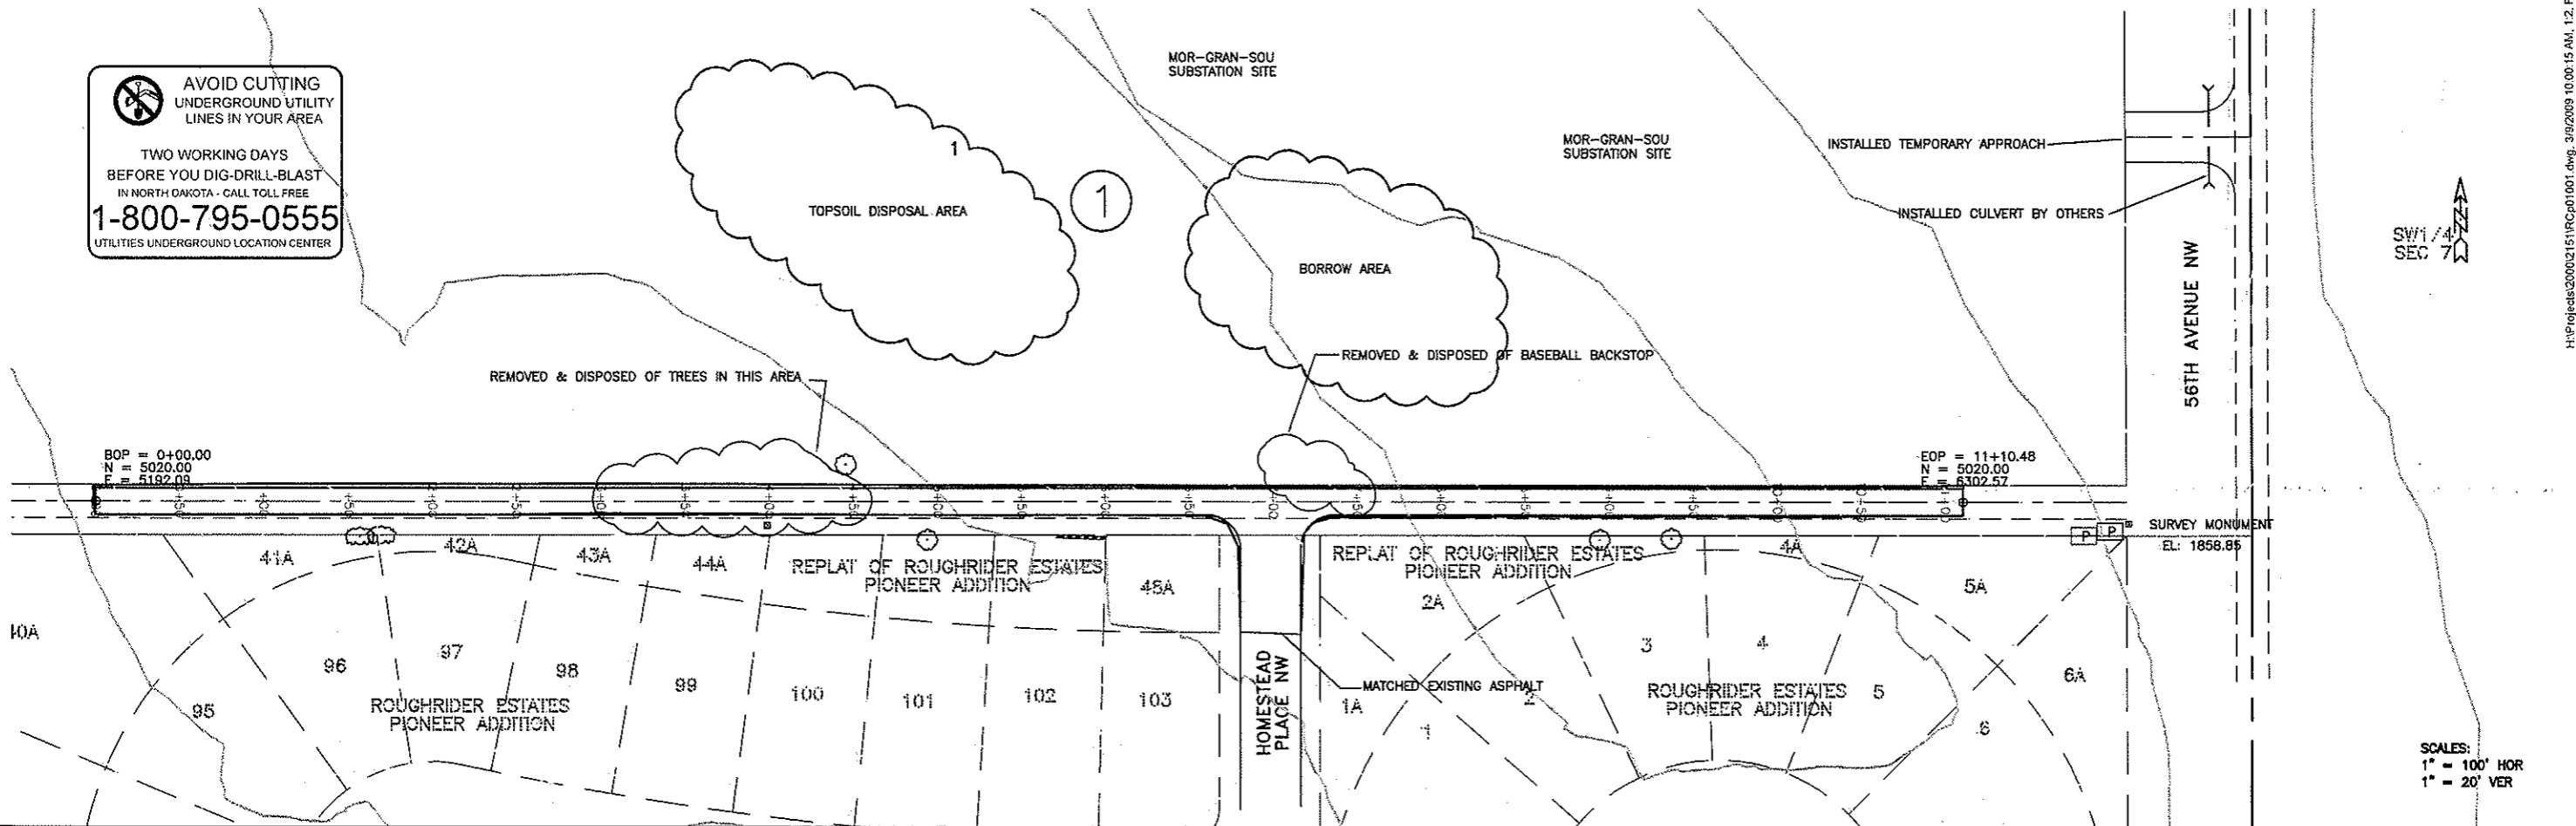 AVOID CUTTING
UNDERGROUND UTILITY
LINES IN YOUR AREA
TWO WORKING DAYS
BEFORE YOU DIG-DRILL-BLAST
IN NORTH DAKOTA - CALL TOLL FREE
1-800-795-0555
UTILITIES UNDERGROUND LOCATION CENTER
1
TOPSOIL DISPOSAL AREA
1
MOR-GRAN-SOU
SUBSTATION SITE
MOR-GRAN-SOU
SUBSTATION SITE
BORROW AREA
INSTALLED TEMPORARY APPROACH
INSTALLED CULVERT BY OTHERS
56TH AVENUE NW
SW1/4
SEC 7
N
REMOVED & DISPOSED OF TREES IN THIS AREA
REMOVED & DISPOSED OF BASEBALL BACKSTOP
BOP = 0+00.00
N = 5020.00
E = 5192.09
EOP = 11+10.48
N = 5020.00
E = 6302.57
P
P
SURVEY MONUMENT
EL: 1858.85
41A
42A
43A
44A
REPLAT OF ROUGHRIDER ESTATES
PIONEER ADDITION
REPLAT OF ROUGHRIDER ESTATES
PIONEER ADDITION
2A
4A
5A
6A
95
96
97
98
99
100
101
102
103
ROUGHRIDER ESTATES
PIONEER ADDITION
HOMESTEAD
PLACE NW
MATCHED EXISTING ASPHALT
1A
1
2
3
4
5
6
ROUGHRIDER ESTATES
PIONEER ADDITION
SCALES:
1" = 100' HOR
1" = 20' VER